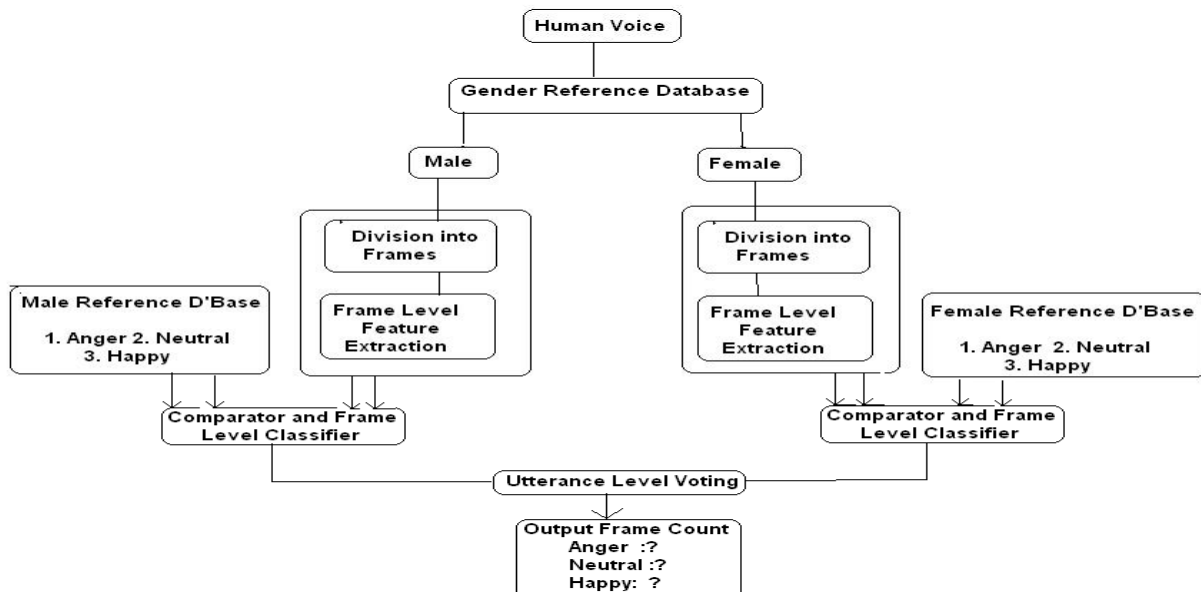 Human Voice
Gender Reference Database
Male
Female
Division into
Frames
Division into
Frames
Male Reference D'Base
1. Anger 2. Neutral
3. Happy
Frame Level
Feature
Extraction
Frame Level
Feature
Extraction
Female Reference D'Base
1. Anger 2. Neutral
3. Happy
Comparator and Frame
Level Classifier
Comparator and Frame
Level Classifier
Utterance Level Voting
Output Frame Count
Anger :?
Neutral :?
Happy: ?